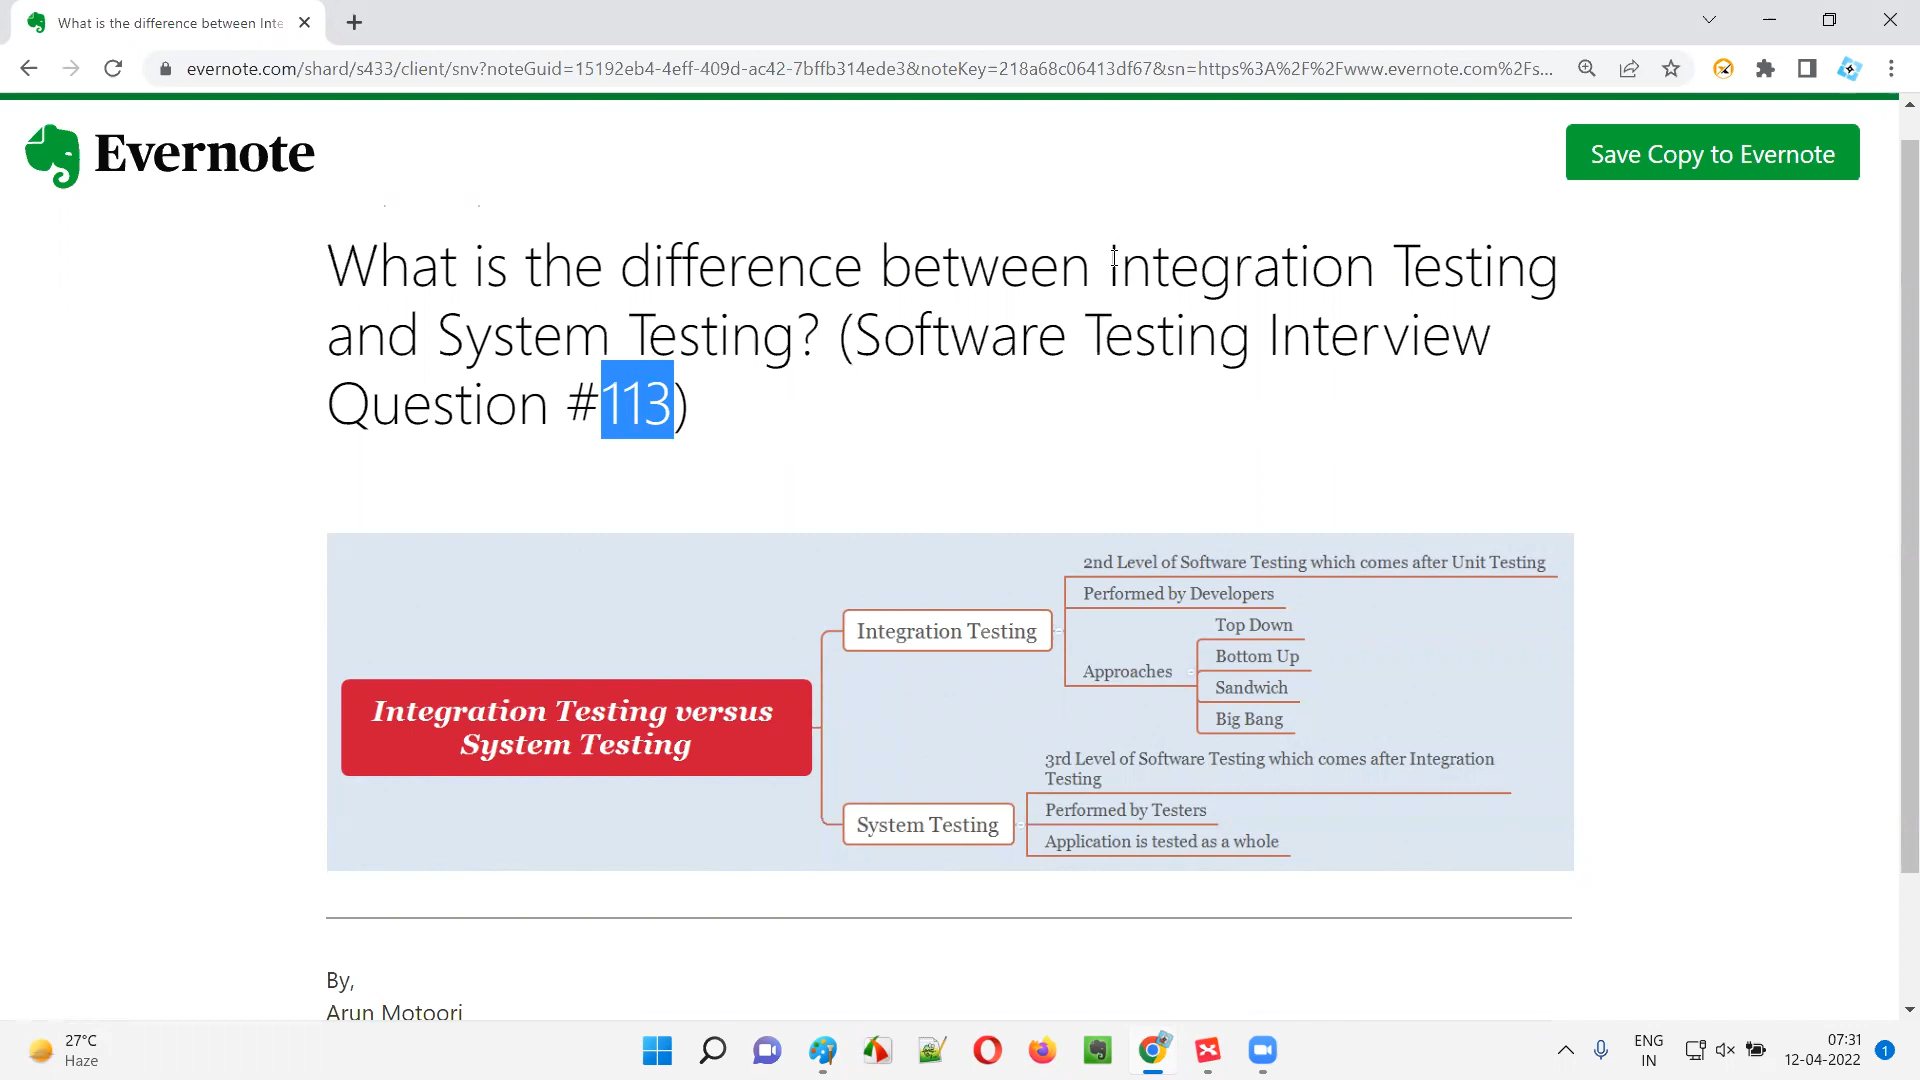 What is the difference between Inte
evernote.com/shard/s433/client/snv?noteGuid=15192eb4-4eff-409d-ac42-7bffb314ede3&noteKey=218a68c06413df67&sn=https%3A%2F%2Fwww.evernote.com%2Fs...
Evernote
Save Copy to Evernote
What is the difference between Integration Testing
and System Testing? (Software Testing Interview
Question #113)
2nd Level of Software Testing which comes after Unit Testing
Performed by Developers
Integration Testing
Top Down
Bottom Up
Approaches
Sandwich
Big Bang
Integration Testing versus
System Testing
3rd Level of Software Testing which comes after Integration
Testing
Performed by Testers
System Testing
Application is tested as a whole
By,
Arun Motoori
27°C
Haze
ENG
IN
07:31
12-04-2022
1